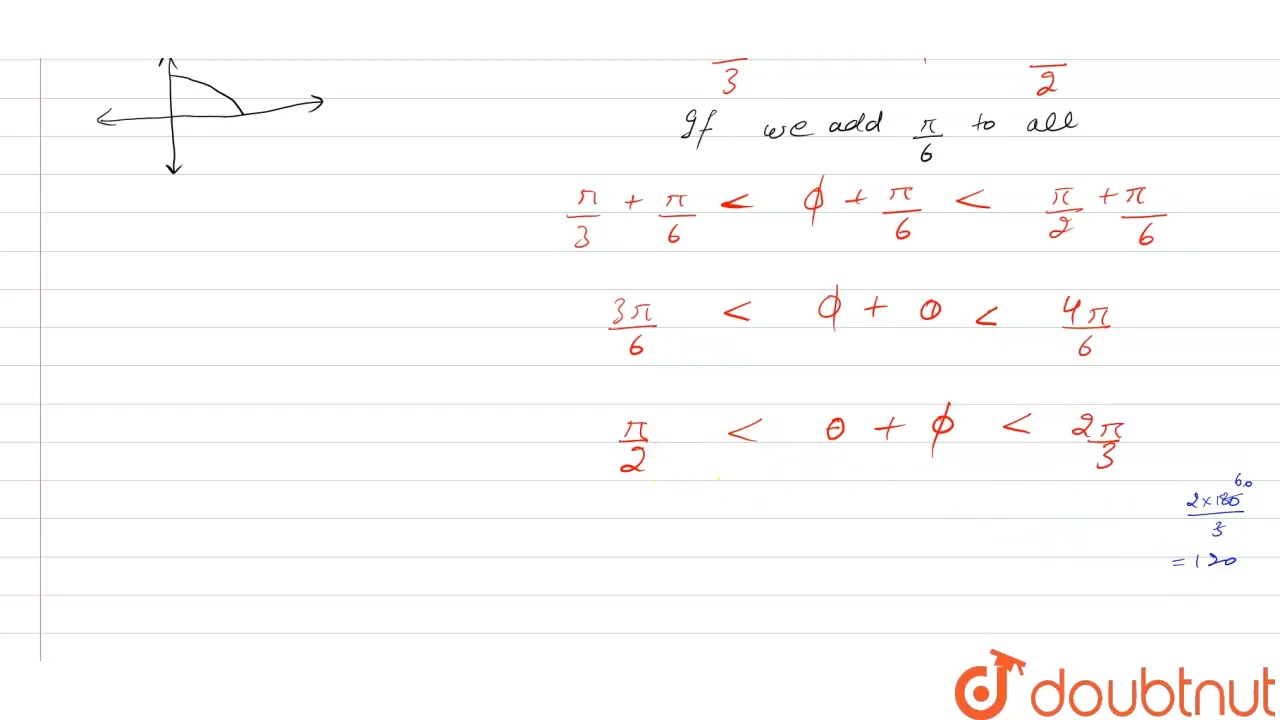 3 2
If we add π/6 to all
π/3 + π/6 < ϕ + π/6 < π/2 + π/6
3π/6 < ϕ + θ < 4π/6
π/2 < θ + ϕ < 2π/3
60
2×180/3
= 120
doubtnut